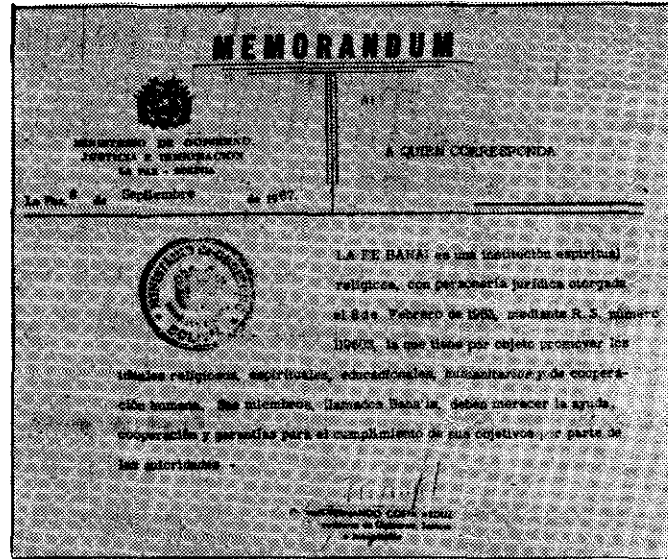 MEMORANDUM
MINISTERIO DE GOBIERNO
JUSTICIA E INMIGRACION
LA PAZ - BOLIVIA
A:
A QUIEN CORRESPONDA
La Paz, 8 de Septiembre de 1967.
LA FE BAHAI es una institución espiritual
religiosa, con personería jurídica otorgada
el 8 de Febrero de mediante R. S. número
la que tiene por objeto promover los
ideales religiosos, espirituales, educacionales, humanitarios y de coopera-
ción humana. Sus miembros, llamados Baha'is, deben merecer la ayuda,
cooperación y garantías para el cumplimiento de sus objetivos por parte de
las autoridades -